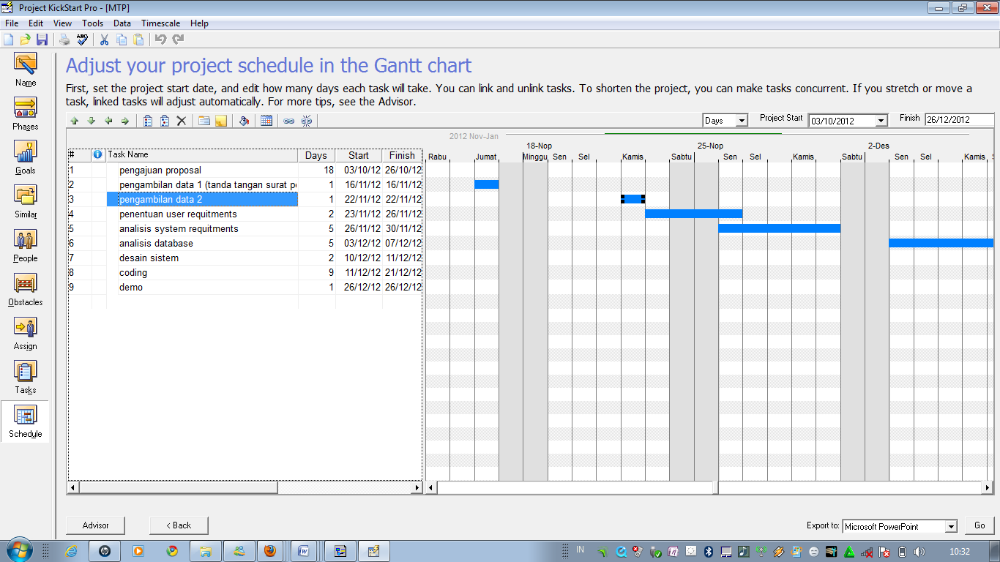 Project KickStart Pro - [MTP]
File Edit View Tools Data Timescale Help
ABC
Name
Phases
Goals
Similar
People
Obstacles
Assign
Tasks
Schedule
Adjust your project schedule in the Gantt chart
First, set the project start date, and edit how many days each task will take. You can link and unlink tasks. To shorten the project, you can make tasks concurrent. If you stretch or move a
task, linked tasks will adjust automatically. For more tips, see the Advisor.
Days Project Start 03/10/2012 Finish 26/12/2012
2012 Nov-Jan
18-Nop 25-Nop 2-Des
Rabu Jumat Minggu Sen Sel Kamis Sabtu Sen Sel Kamis Sabtu Sen Sel Kamis S
# Task Name Days Start Finish
1 pengajuan proposal 18 03/10/12 26/10/12
2 pengambilan data 1 (tanda tangan surat pe 1 16/11/12 16/11/12
3 pengambilan data 2 1 22/11/12 22/11/12
4 penentuan user requitments 2 23/11/12 26/11/12
5 analisis system requitments 5 26/11/12 30/11/12
6 analisis database 5 03/12/12 07/12/12
7 desain sistem 2 10/12/12 11/12/12
8 coding 9 11/12/12 21/12/12
9 demo 1 26/12/12 26/12/12
Advisor < Back Export to: Microsoft PowerPoint Go
IN 10:32